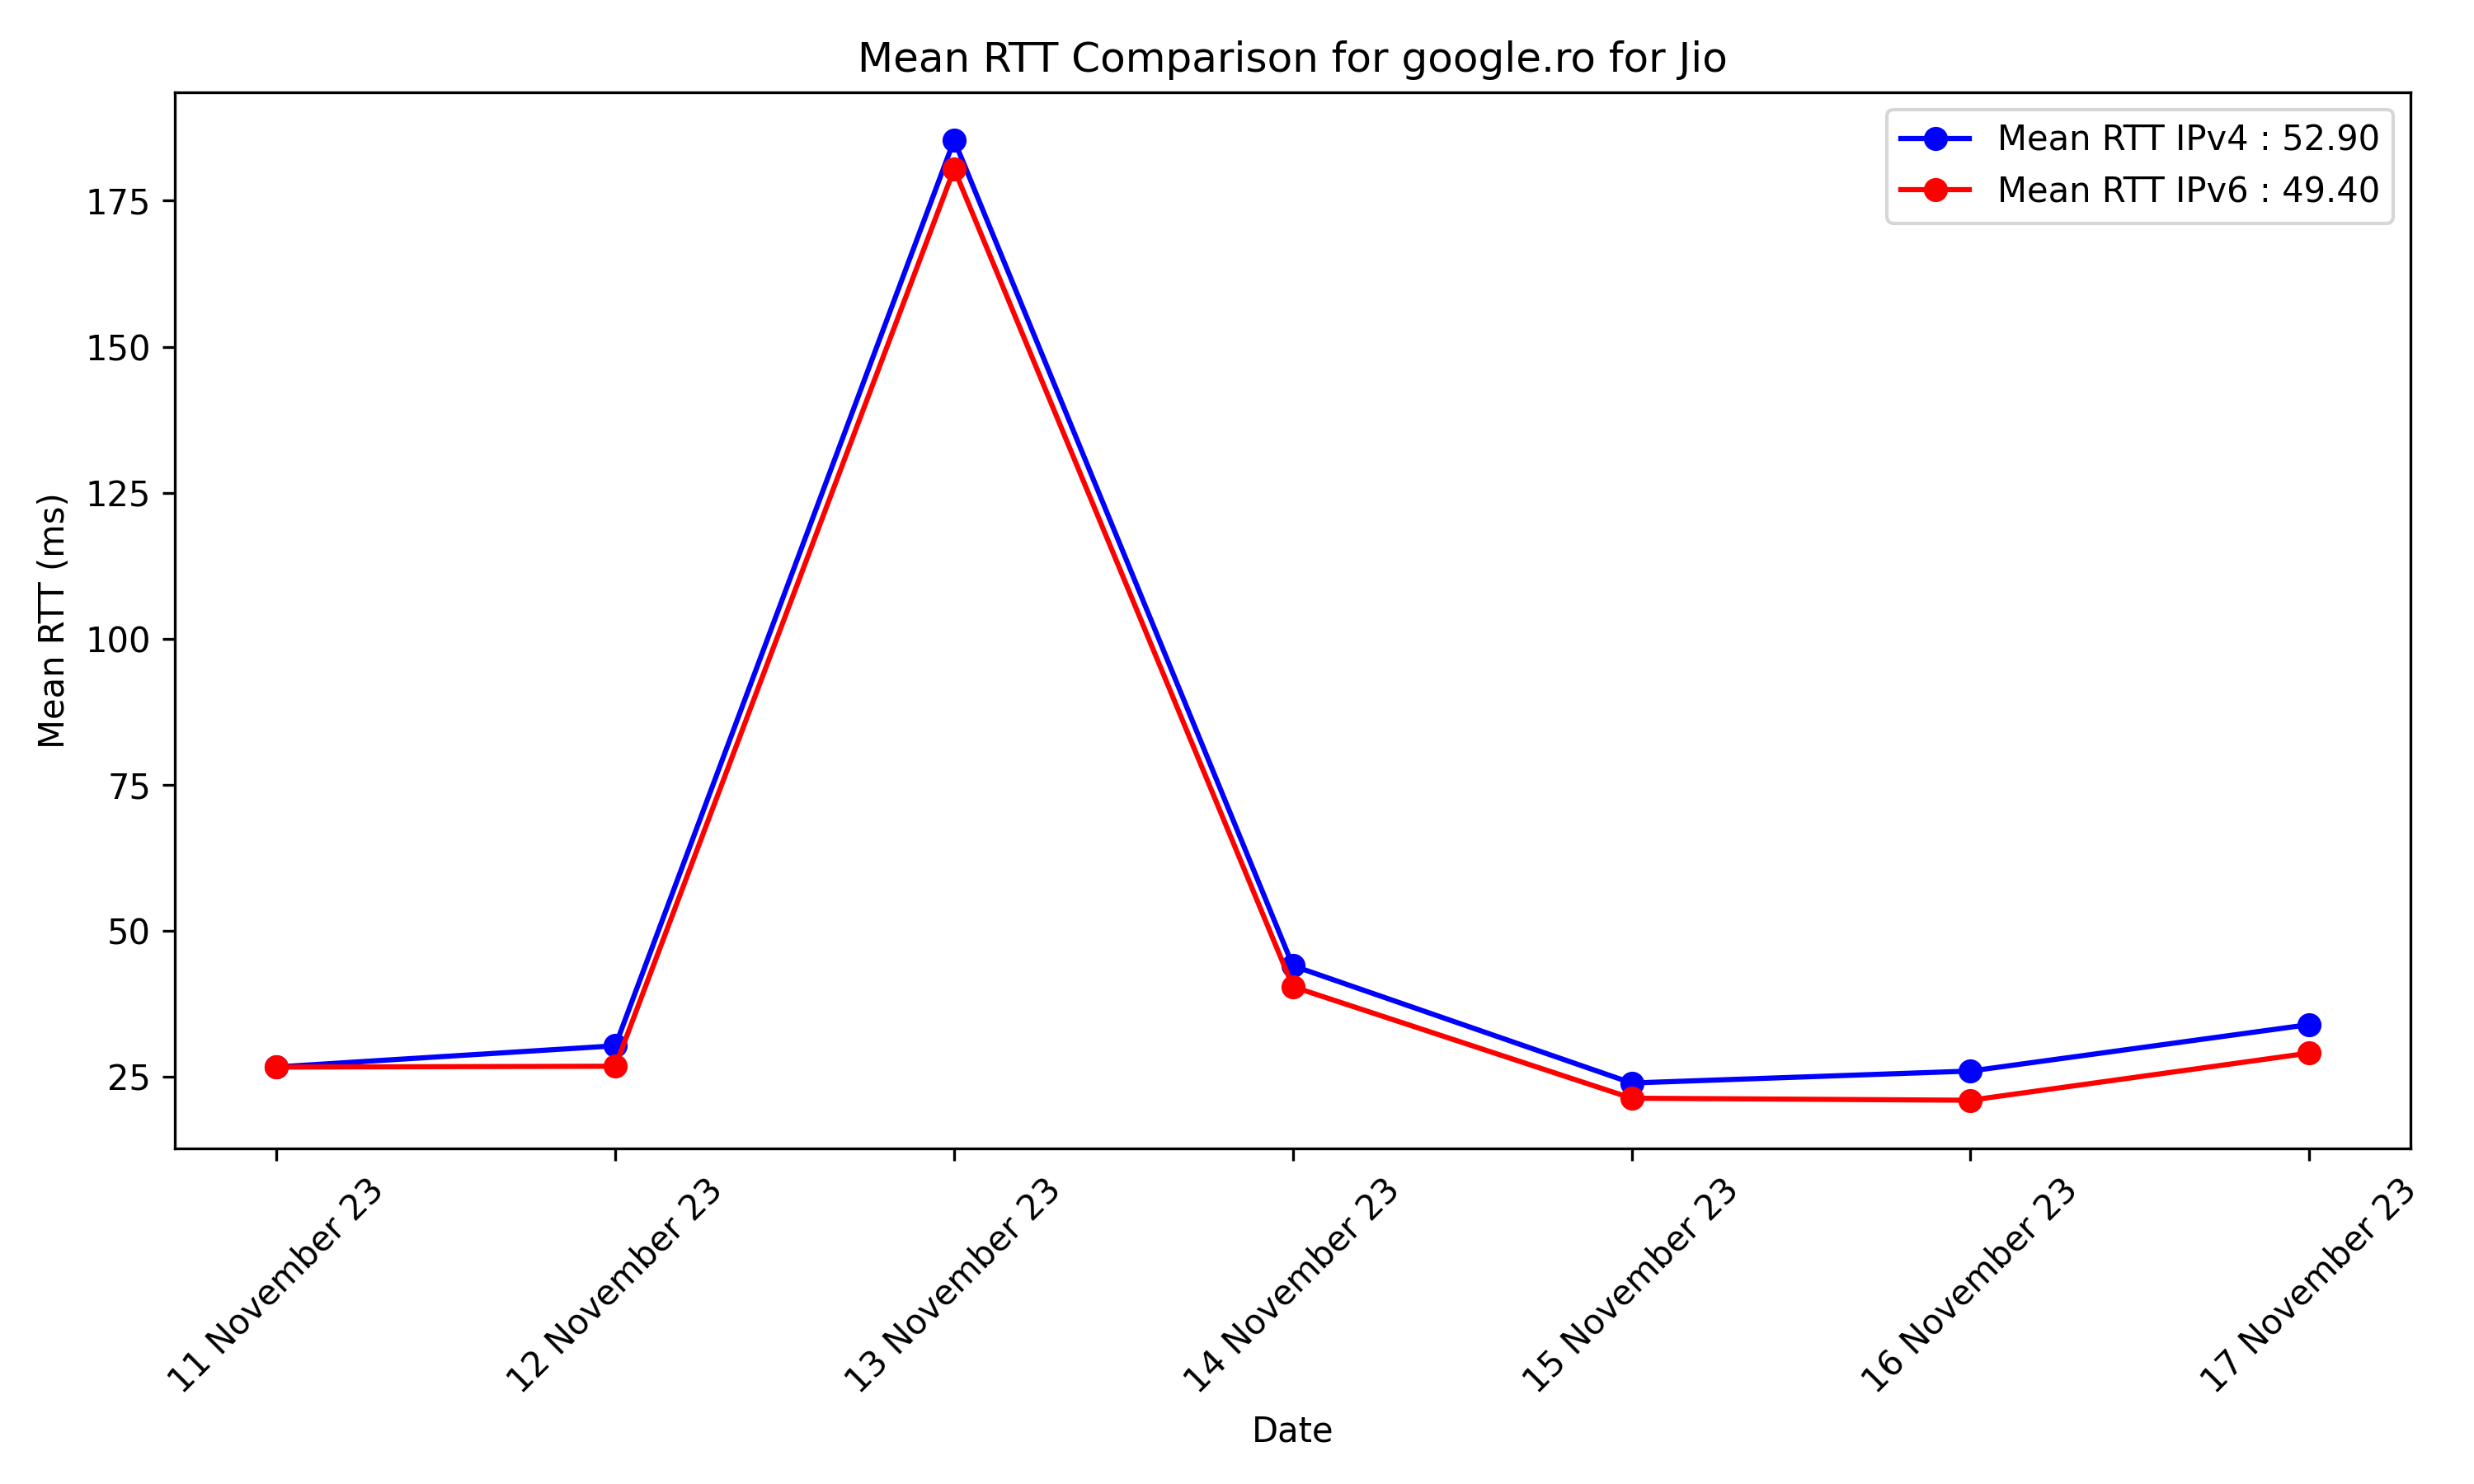 Mean RTT Comparison for google.ro for Jio
Mean RTT IPv4 : 52.90
Mean RTT IPv6 : 49.40
Mean RTT (ms)
175
150
125
100
75
50
25
11 November 23
12 November 23
13 November 23
14 November 23
15 November 23
16 November 23
17 November 23
Date